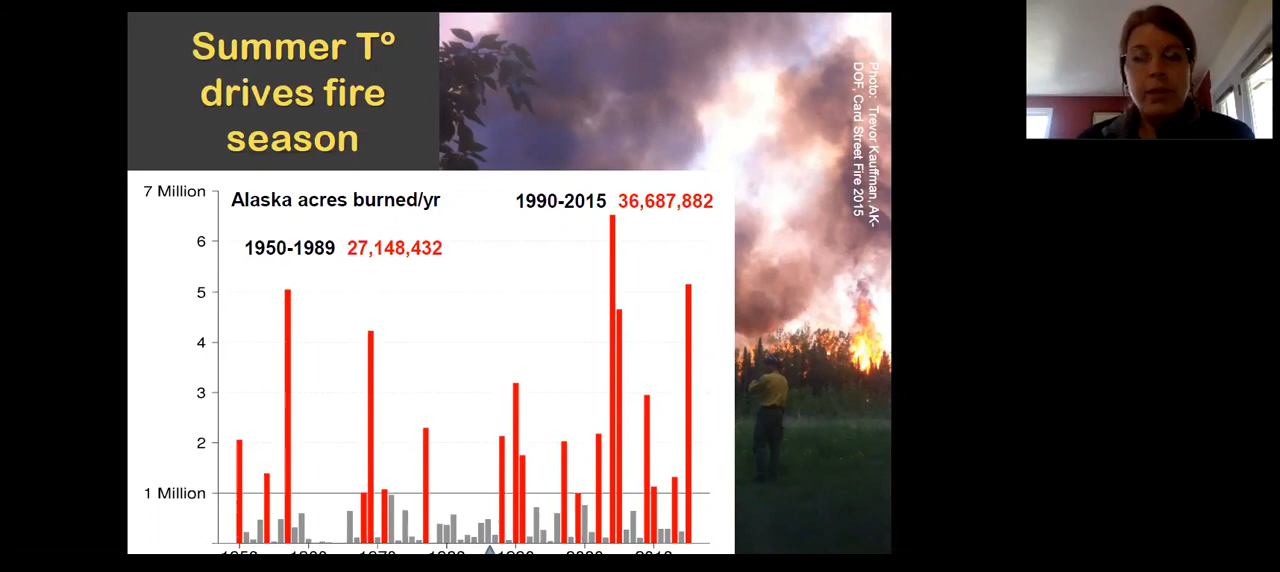 Summer T°
drives fire
season
Photo: Trevor Kauffman, AK-
DOF, Card Street Fire 2015
7 Million
Alaska acres burned/yr
1990-2015 36,687,882
6
1950-1989 27,148,432
5
4
3
2
1 Million